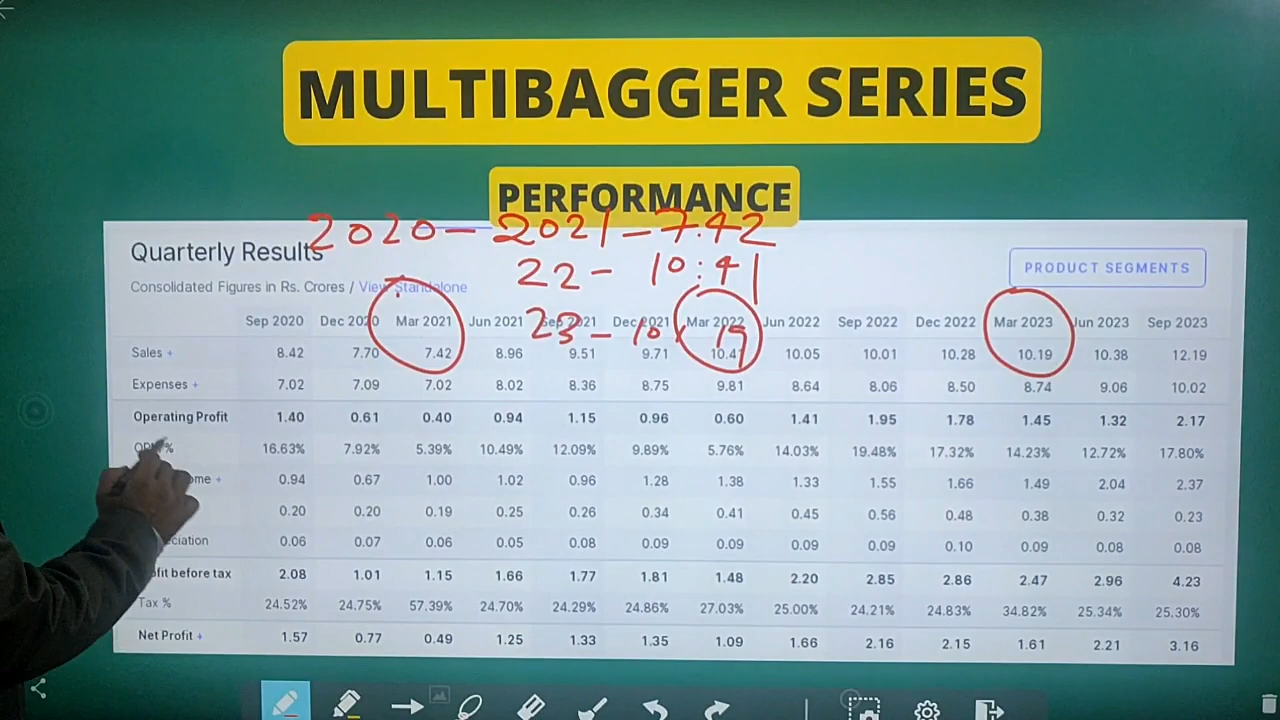 MULTIBAGGER SERIES
PERFORMANCE
2020 - 2021 - 7.42
22 - 10:41
23 - 10.19
Quarterly Results
PRODUCT SEGMENTS
Consolidated Figures in Rs. Crores / View Standalone
Sep 2020 Dec 2020 Mar 2021 Jun 2021 Sep 2021 Dec 2021 Mar 2022 Jun 2022 Sep 2022 Dec 2022 Mar 2023 Jun 2023 Sep 2023
Sales + 8.42 7.70 7.42 8.96 9.51 9.71 10.41 10.05 10.01 10.28 10.19 10.38 12.19
Expenses + 7.02 7.09 7.02 8.02 8.36 8.75 9.81 8.64 8.06 8.50 8.74 9.06 10.02
Operating Profit 1.40 0.61 0.40 0.94 1.15 0.96 0.60 1.41 1.95 1.78 1.45 1.32 2.17
OPM % 16.63% 7.92% 5.39% 10.49% 12.09% 9.89% 5.76% 14.03% 19.48% 17.32% 14.23% 12.72% 17.80%
+ 0.94 0.67 1.00 1.02 0.96 1.28 1.38 1.33 1.55 1.66 1.49 2.04 2.37
0.20 0.20 0.19 0.25 0.26 0.34 0.41 0.45 0.56 0.48 0.38 0.32 0.23
0.06 0.07 0.06 0.05 0.08 0.09 0.09 0.09 0.09 0.10 0.09 0.08 0.08
before tax 2.08 1.01 1.15 1.66 1.77 1.81 1.48 2.20 2.85 2.86 2.47 2.96 4.23
Tax % 24.52% 24.75% 57.39% 24.70% 24.29% 24.86% 27.03% 25.00% 24.21% 24.83% 34.82% 25.34% 25.30%
Net Profit + 1.57 0.77 0.49 1.25 1.33 1.35 1.09 1.66 2.16 2.15 1.61 2.21 3.16